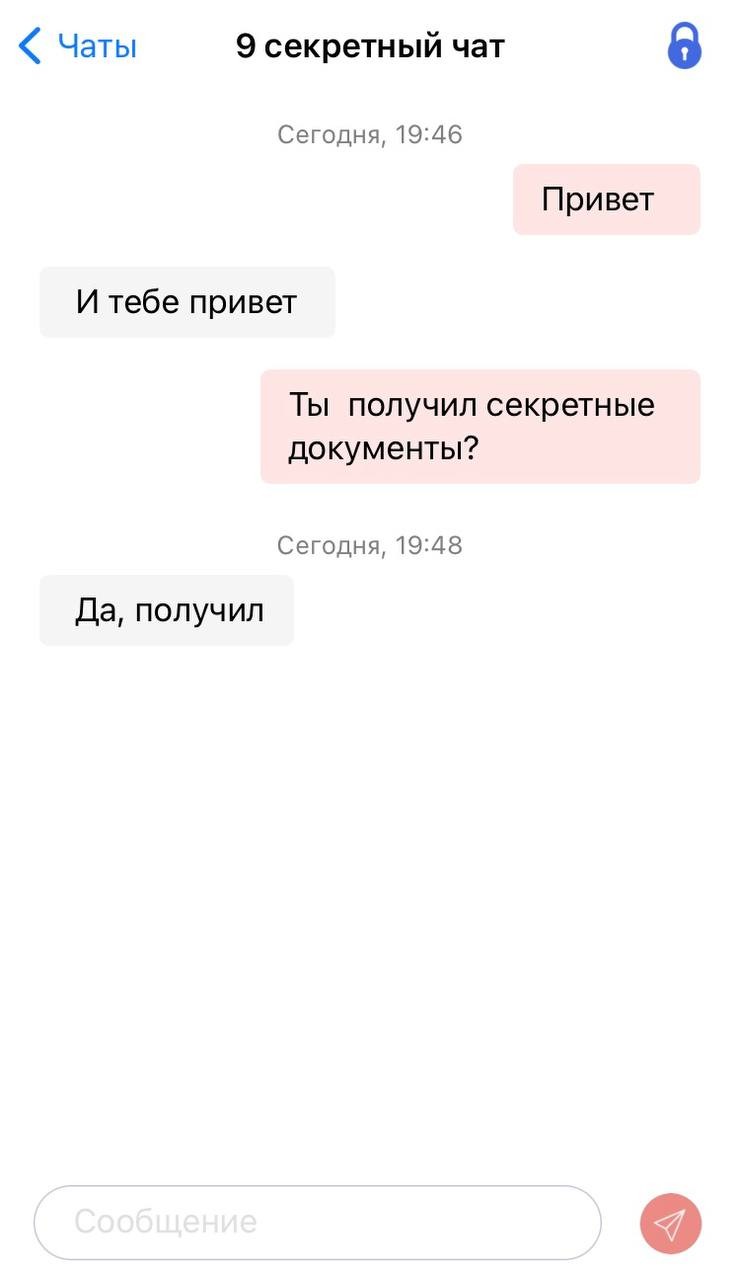 Чаты
9 секретный чат
Сегодня, 19:46
Привет
И тебе привет
Ты  получил секретные
документы?
Сегодня, 19:48
Да, получил
Сообщение